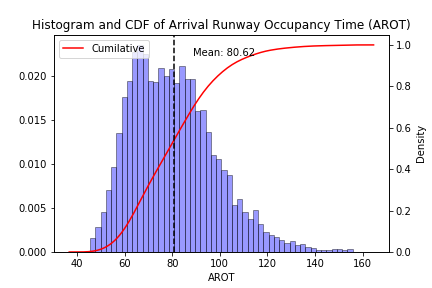 Histogram and CDF of Arrival Runway Occupancy Time (AROT)
Cumilative
Mean: 80.62
0.020
0.015
0.010
0.005
0.000
1.0
0.8
0.6
0.4
0.2
0.0
Density
40 60 80 100 120 140 160
AROT